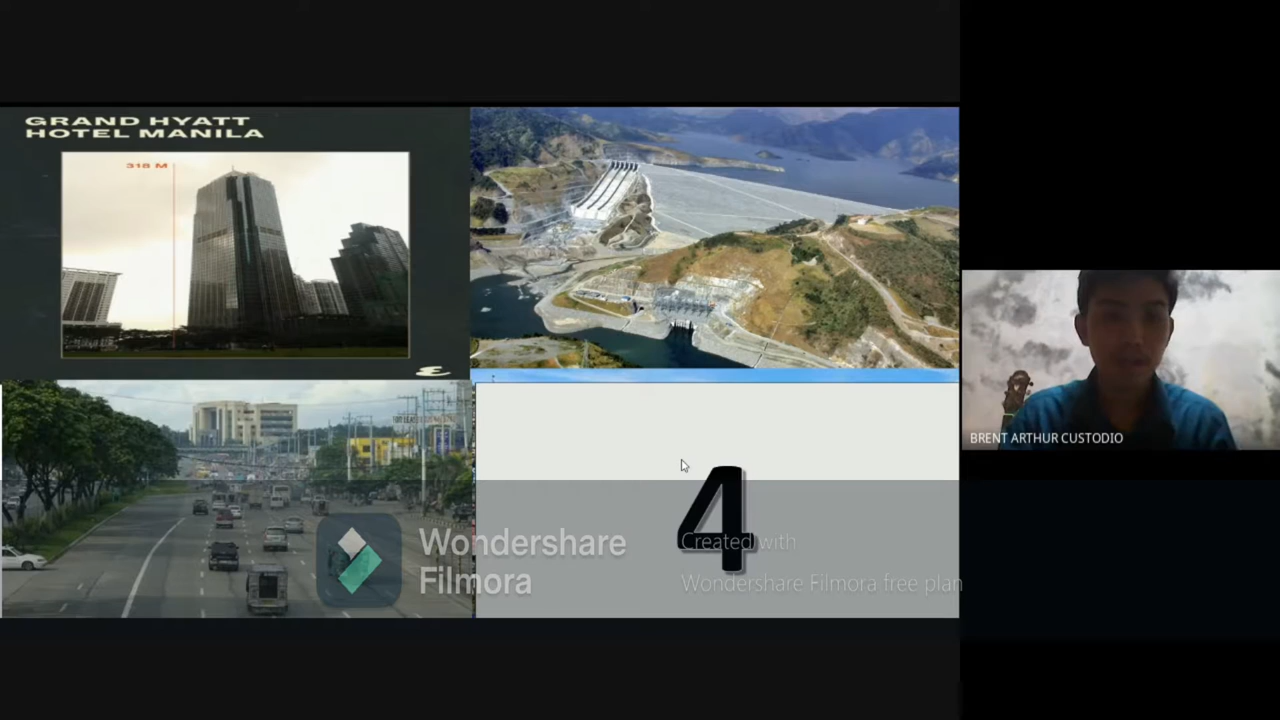 GRAND HYATT
HOTEL MANILA
318 M
4
Wondershare
Filmora
Created with
Wondershare Filmora free plan
BRENT ARTHUR CUSTODIO